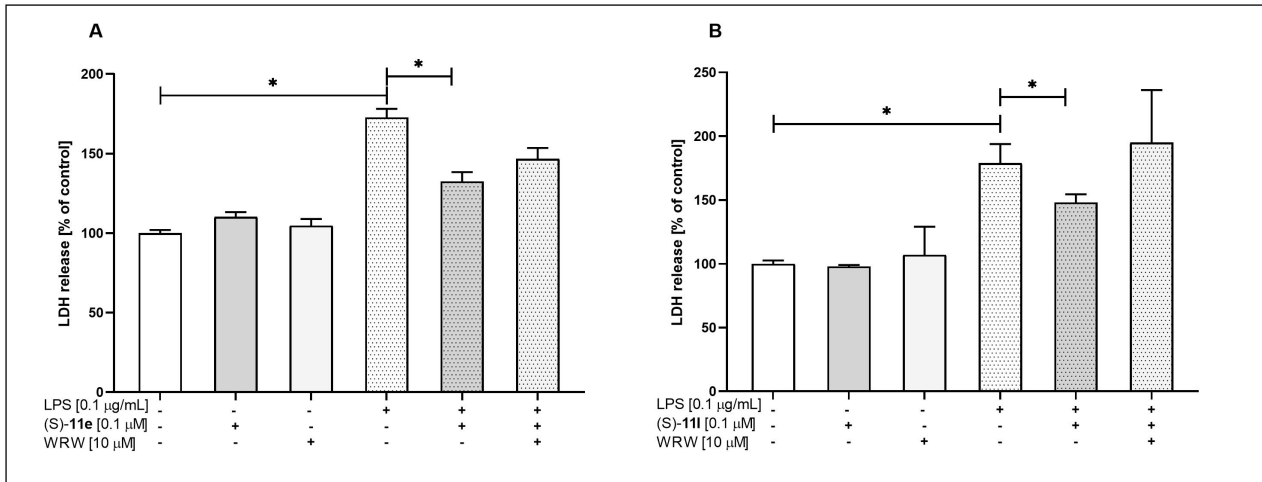 A
LDH release [% of control]
200
150
100
50
0
*
*
LPS [0.1 µg/mL] - - - + + +
(S)-11e [0.1 µM] - + - - + +
WRW [10 µM] - - + - - +
B
LDH release [% of control]
250
200
150
100
50
0
*
*
LPS [0.1 µg/mL] - - - + + +
(S)-11l [0.1 µM] - + - - + +
WRW [10 µM] - - + - - +